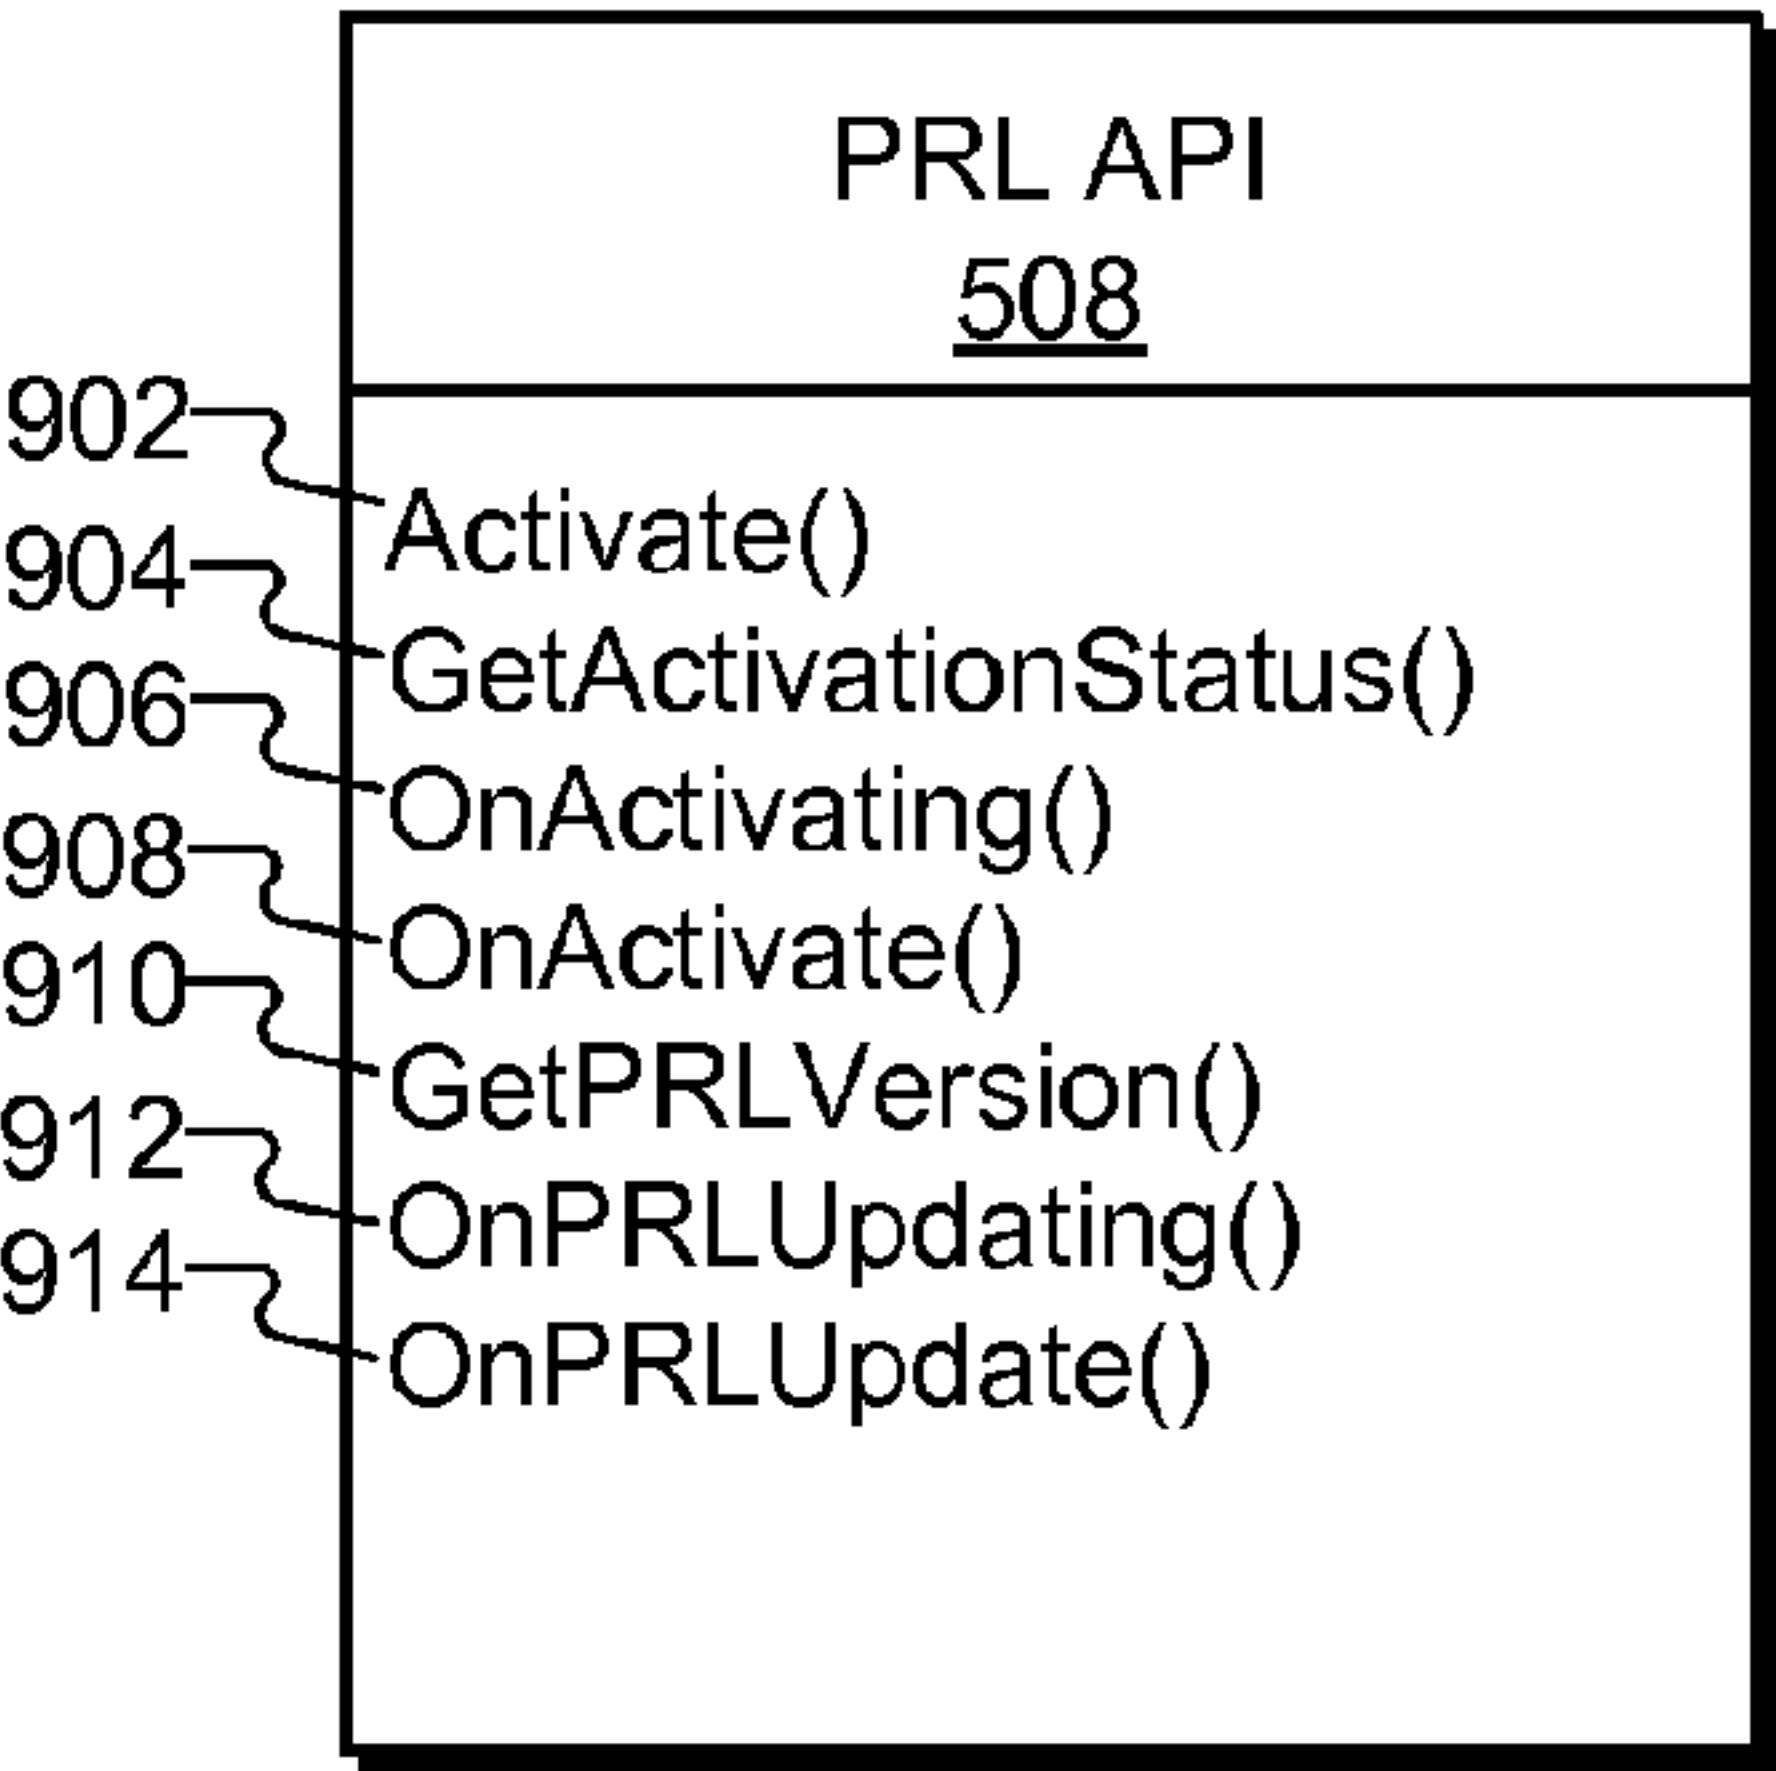 PRL API
508
902
Activate()
904
GetActivationStatus()
906
OnActivating()
908
OnActivate()
910
GetPRLVersion()
912
OnPRLUpdating()
914
OnPRLUpdate()